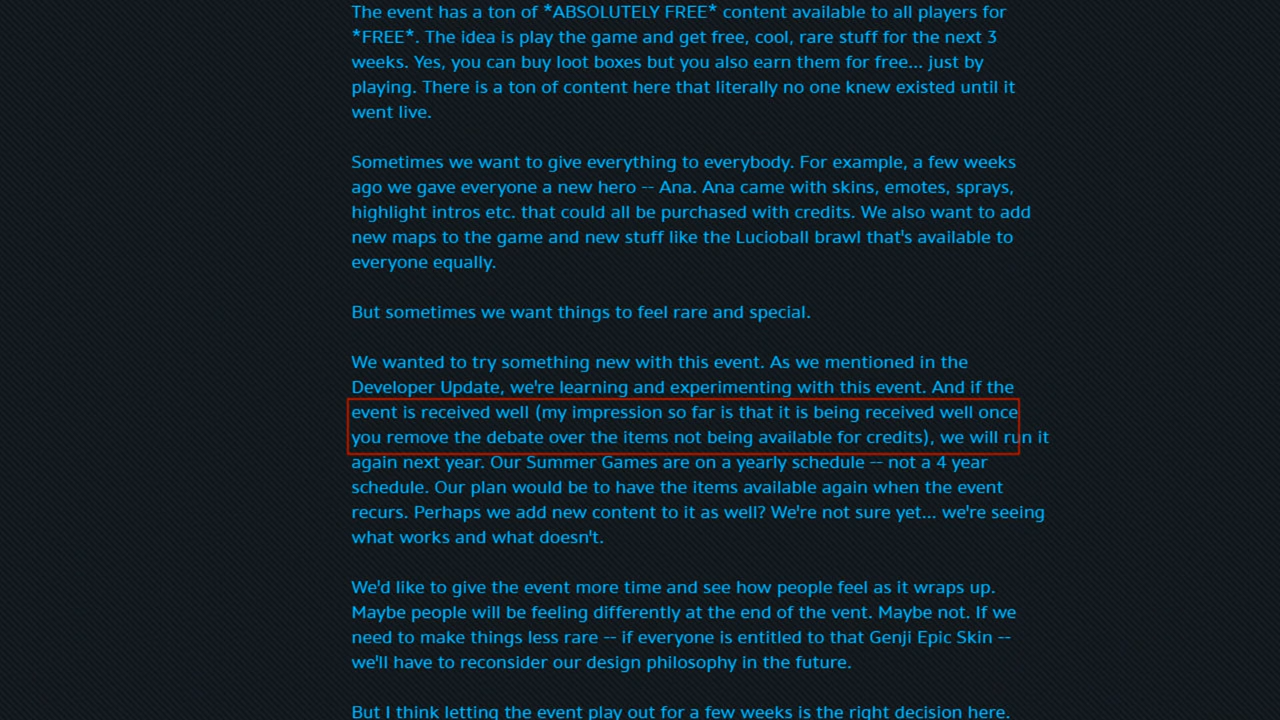 The event has a ton of *ABSOLUTELY FREE* content available to all players for
*FREE*. The idea is play the game and get free, cool, rare stuff for the next 3
weeks. Yes, you can buy loot boxes but you also earn them for free... just by
playing. There is a ton of content here that literally no one knew existed until it
went live.
Sometimes we want to give everything to everybody. For example, a few weeks
ago we gave everyone a new hero -- Ana. Ana came with skins, emotes, sprays,
highlight intros etc. that could all be purchased with credits. We also want to add
new maps to the game and new stuff like the Lucioball brawl that's available to
everyone equally.
But sometimes we want things to feel rare and special.
We wanted to try something new with this event. As we mentioned in the
Developer Update, we're learning and experimenting with this event. And if the
event is received well (my impression so far is that it is being received well once
you remove the debate over the items not being available for credits), we will run it
again next year. Our Summer Games are on a yearly schedule -- not a 4 year
schedule. Our plan would be to have the items available again when the event
recurs. Perhaps we add new content to it as well? We're not sure yet... we're seeing
what works and what doesn't.
We'd like to give the event more time and see how people feel as it wraps up.
Maybe people will be feeling differently at the end of the vent. Maybe not. If we
need to make things less rare -- if everyone is entitled to that Genji Epic Skin --
we'll have to reconsider our design philosophy in the future.
But I think letting the event play out for a few weeks is the right decision here.